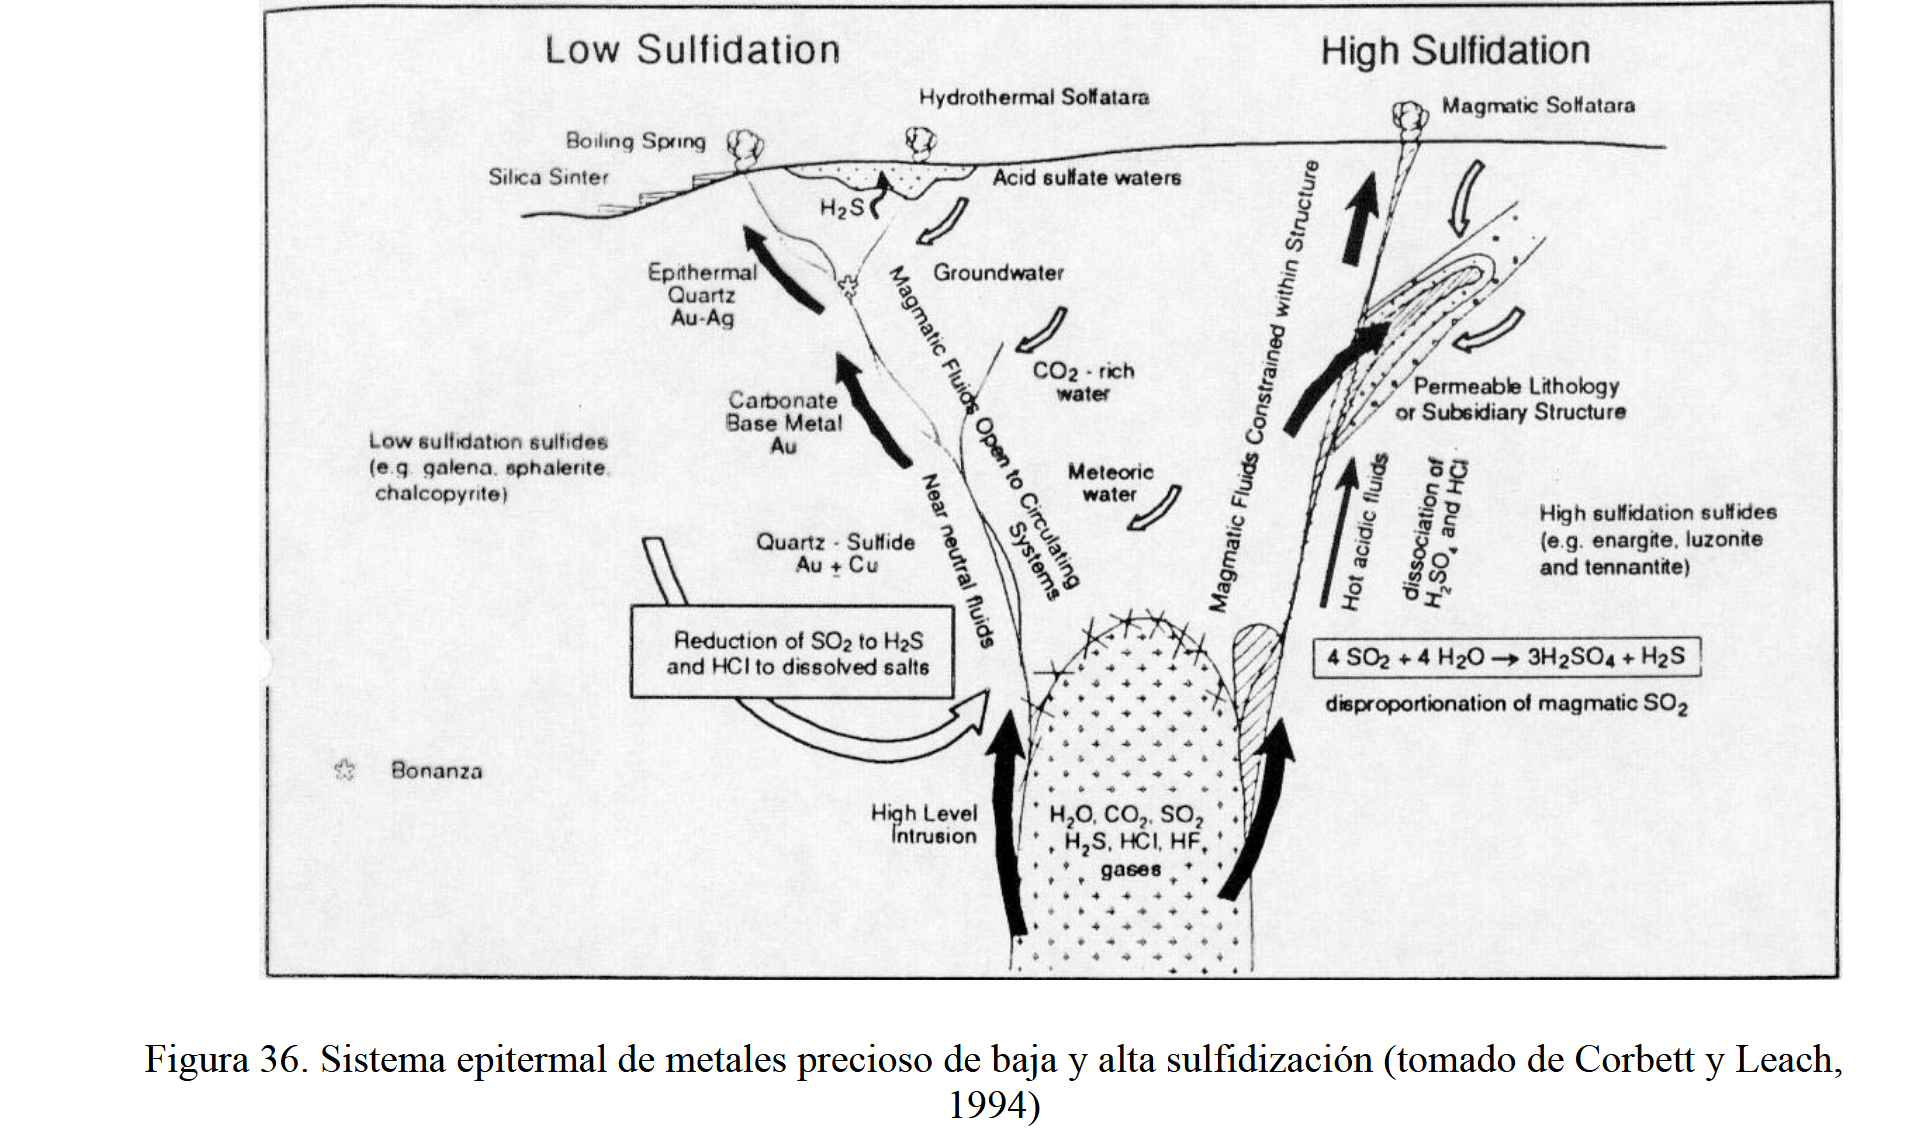 Low Sulfidation
High Sulfidation
Hydrothermal Solfatara
Magmatic Solfatara
Boiling Spring
Silica Sinter
Acid sulfate waters
H₂S
Groundwater
Epithermal
Quartz
Au-Ag
Magmatic Fluids Open to Circulating
Systems
CO₂ - rich
water
Carbonate
Base Metal
Au
Low sulfidation sulfides
(e.g. galena, sphalerite,
chalcopyrite)
Meteoric
water
Quartz - Sulfide
Au ± Cu
Near neutral fluids
Reduction of SO₂ to H₂S
and HCl to dissolved salts
Bonanza
High Level
Intrusion
H₂O, CO₂, SO₂
H₂S, HCl, HF,
gases
Magmatic Fluids Constrained within Structure
Permeable Lithology
or Subsidiary Structure
Hot acidic fluids
dissociation of
H₂SO₄ and HCl
High sulfidation sulfides
(e.g. enargite, luzonite
and tennantite)
4 SO₂ + 4 H₂O → 3H₂SO₄ + H₂S
disproportionation of magmatic SO₂
Figura 36. Sistema epitermal de metales precioso de baja y alta sulfidización (tomado de Corbett y Leach,
1994)